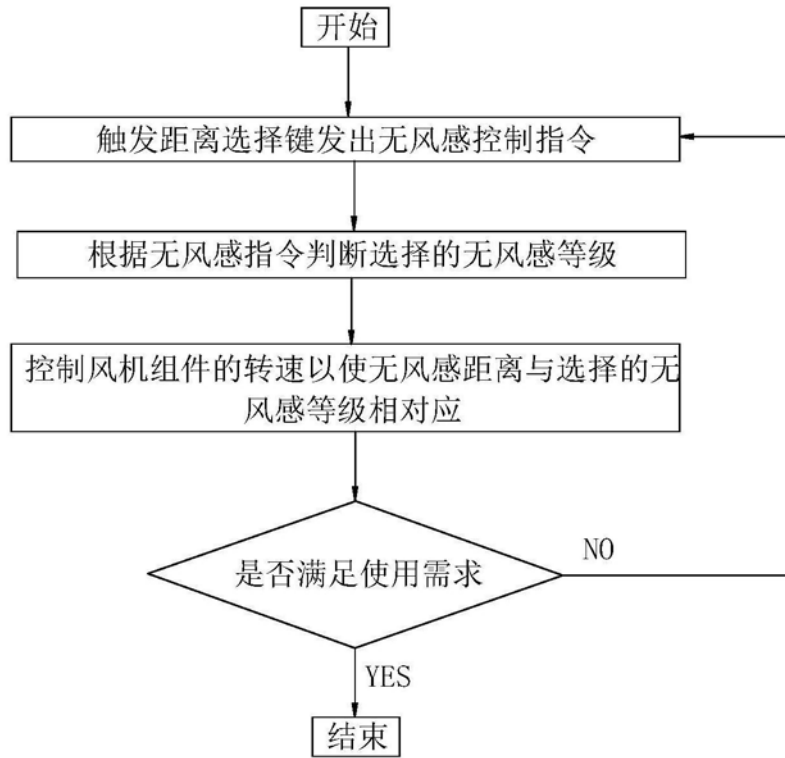 开始
触发距离选择键发出无风感控制指令
根据无风感指令判断选择的无风感等级
控制风机组件的转速以使无风感距离与选择的无
风感等级相对应
是否满足使用需求
NO
YES
结束